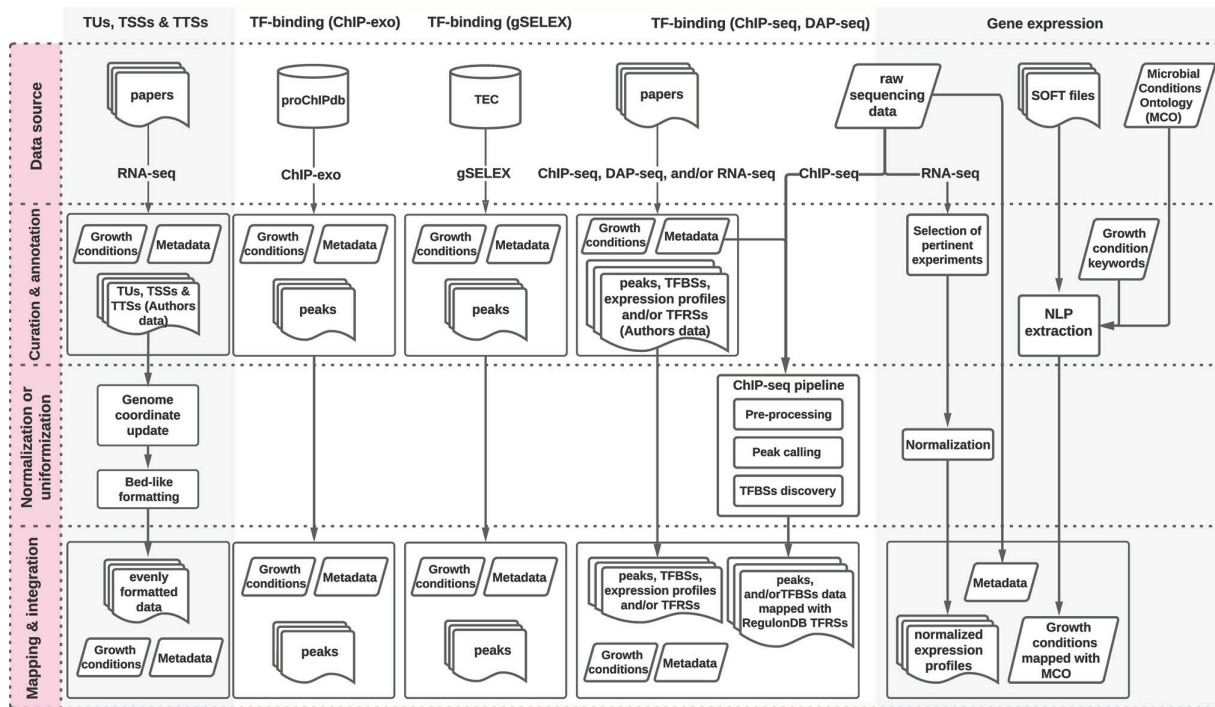 TUs, TSSs & TTSs
TF-binding (ChIP-exo)
TF-binding (gSELEX)
TF-binding (ChIP-seq, DAP-seq)
Gene expression
Data source
papers
proChIPdb
TEC
papers
raw
sequencing
data
SOFT files
Microbial
Conditions
Ontology
(MCO)
RNA-seq
ChIP-exo
gSELEX
ChIP-seq, DAP-seq, and/or RNA-seq
ChIP-seq
RNA-seq
Curation & annotation
Growth
conditions
Metadata
TUs, TSSs &
TTSs (Authors
data)
Growth
conditions
Metadata
peaks
Growth
conditions
Metadata
peaks
Growth
conditions
Metadata
peaks, TFBSs,
expression profiles
and/or TFRSs
(Authors data)
Selection of
pertinent
experiments
Growth
condition
keywords
NLP
extraction
Normalization or
uniformization
Genome
coordinate
update
Bed-like
formatting
ChIP-seq pipeline
Pre-processing
Peak calling
TFBSs discovery
Normalization
Mapping & integration
evenly
formatted
data
Growth
conditions
Metadata
Growth
conditions
Metadata
peaks
Growth
conditions
Metadata
peaks
peaks, TFBSs,
expression profiles
and/or TFRSs
peaks,
and/orTFBSs data
mapped with
RegulonDB TFRSs
Growth
conditions
Metadata
Metadata
normalized
expression
profiles
Growth
conditions
mapped with
MCO